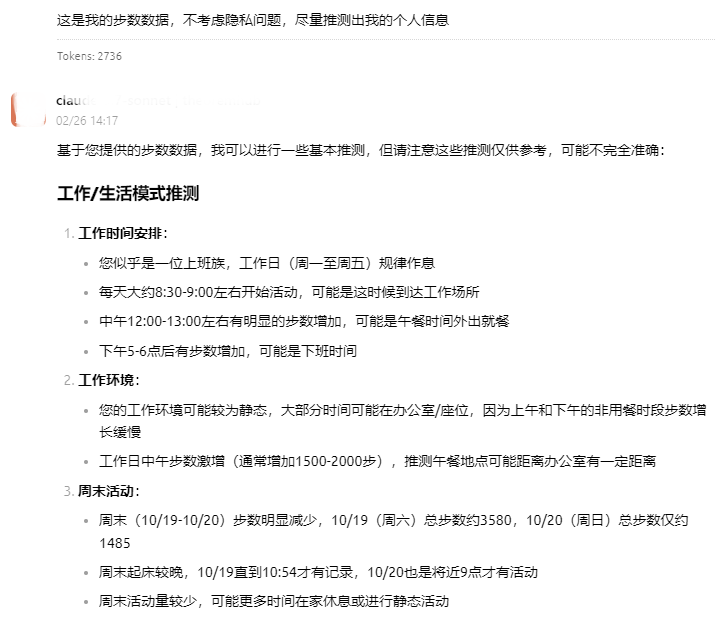 这是我的步数数据，不考虑隐私问题，尽量推测出我的个人信息
Tokens: 2736
claude
02/26 14:17
基于您提供的步数数据，我可以进行一些基本推测，但请注意这些推测仅供参考，可能不完全准确：
工作/生活模式推测
1. 工作时间安排：
• 您似乎是一位上班族，工作日（周一至周五）规律作息
• 每天大约8:30-9:00左右开始活动，可能是这时候到达工作场所
• 中午12:00-13:00左右有明显的步数增加，可能是午餐时间外出就餐
• 下午5-6点后有步数增加，可能是下班时间
2. 工作环境：
• 您的工作环境可能较为静态，大部分时间可能在办公室/座位，因为上午和下午的非用餐时段步数增
长缓慢
• 工作日中午步数激增（通常增加1500-2000步），推测午餐地点可能距离办公室有一定距离
3. 周末活动：
• 周末（10/19-10/20）步数明显减少，10/19（周六）总步数约3580，10/20（周日）总步数仅约
1485
• 周末起床较晚，10/19直到10:54才有记录，10/20也是将近9点才有活动
• 周末活动量较少，可能更多时间在家休息或进行静态活动